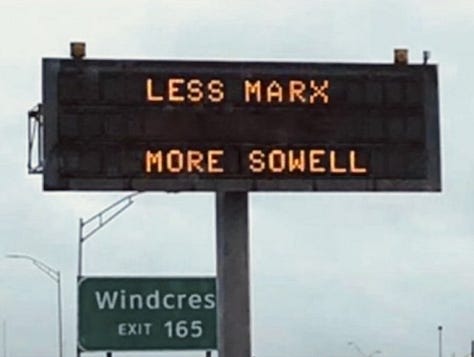 LESS MARX
MORE SOWELL
Windcres
EXIT 165